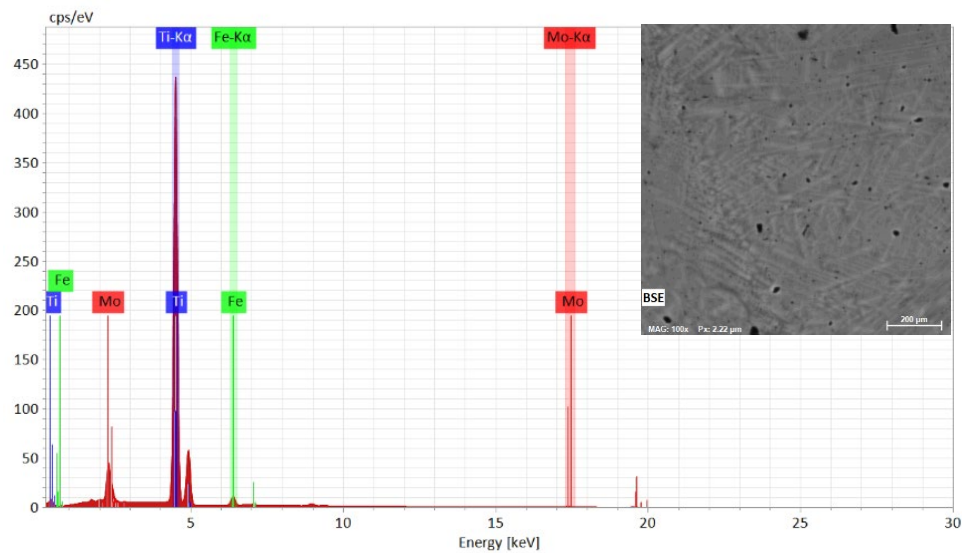 cps/eV
Ti-Kα Fe-Kα Mo-Kα
450
400
350
300
250
200
150
100
50
0
Fe
Ti Mo Ti Fe Mo
5 10 15 20 25 30
Energy [keV]
BSE
MAG: 100x Px: 2.22 µm
200 µm